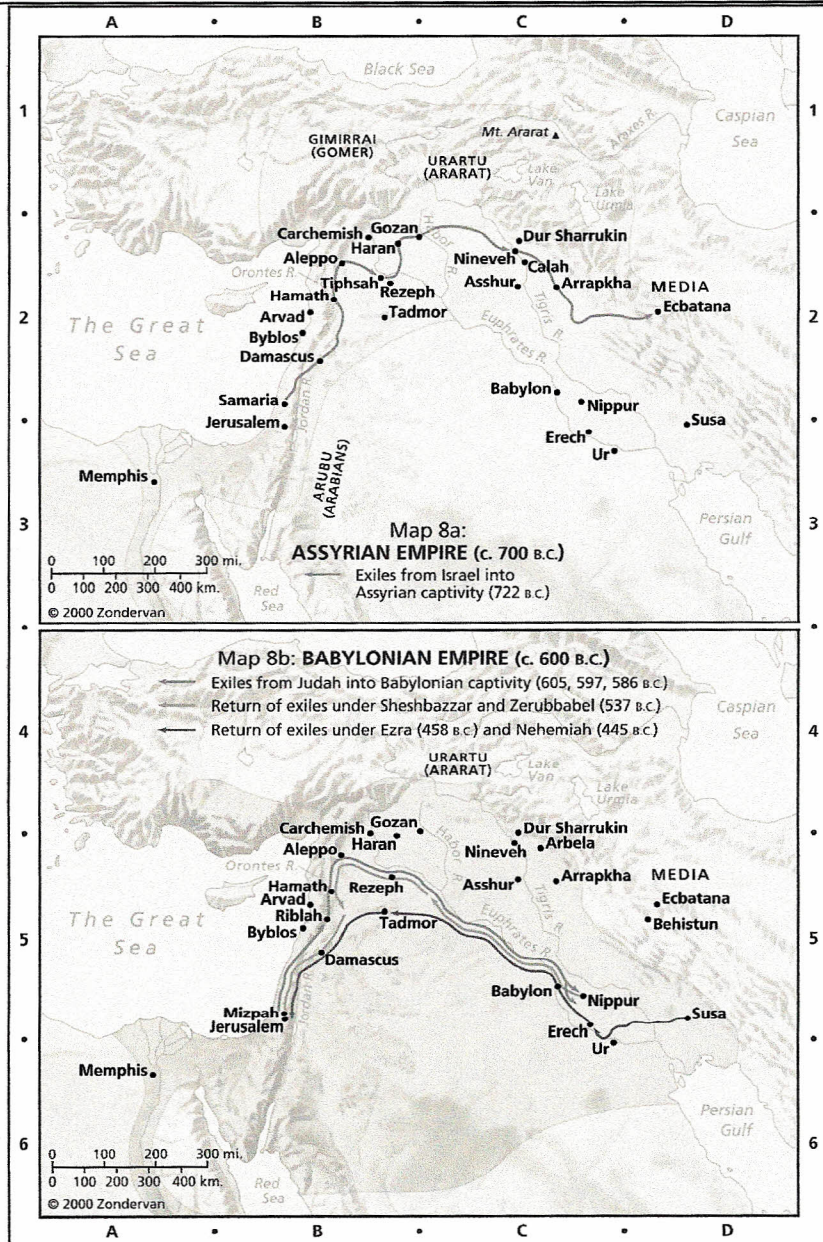 A • B • C • D
Black Sea
1
1
Mt. Ararat
Araxes R.
Caspian
Sea
GIMIRRAI
(GOMER)
URARTU
(ARARAT)
Lake
Van
Lake
Urmia
Carchemish
Gozan
Haran
Habor R.
Dur Sharrukin
Aleppo
Nineveh
Calah
Orontes R.
Tiphsah
Rezeph
Asshur
Arrapkha
MEDIA
Hamath
Ecbatana
2
2
Arvad
Tadmor
Tigris R.
The Great
Sea
Byblos
Euphrates R.
Damascus
Babylon
Samaria
Nippur
Jordan R.
Jerusalem
Susa
Erech
Ur
Memphis
ARUBU
(ARABIANS)
3
3
Persian
Gulf
Map 8a:
ASSYRIAN EMPIRE (c. 700 B.C.)
Exiles from Israel into
Assyrian captivity (722 B.C.)
0 100 200 300 mi.
0 100 200 300 400 km.
Red
Sea
© 2000 Zondervan
Map 8b: BABYLONIAN EMPIRE (c. 600 B.C.)
Exiles from Judah into Babylonian captivity (605, 597, 586 B.C.)
Return of exiles under Sheshbazzar and Zerubbabel (537 B.C.)
Return of exiles under Ezra (458 B.C.) and Nehemiah (445 B.C.)
Caspian
Sea
4
4
URARTU
(ARARAT)
Lake
Van
Lake
Urmia
Carchemish
Gozan
Haran
Habor R.
Dur Sharrukin
Arbela
Aleppo
Nineveh
Orontes R.
Hamath
Rezeph
Asshur
Arrapkha
MEDIA
Arvad
Ecbatana
Riblah
Tadmor
Tigris R.
Behistun
The Great
Sea
Byblos
Euphrates R.
5
5
Damascus
Babylon
Nippur
Jordan R.
Mizpah
Jerusalem
Erech
Susa
Ur
Memphis
Persian
Gulf
6
6
0 100 200 300 mi.
0 100 200 300 400 km.
Red
Sea
© 2000 Zondervan
A • B • C • D